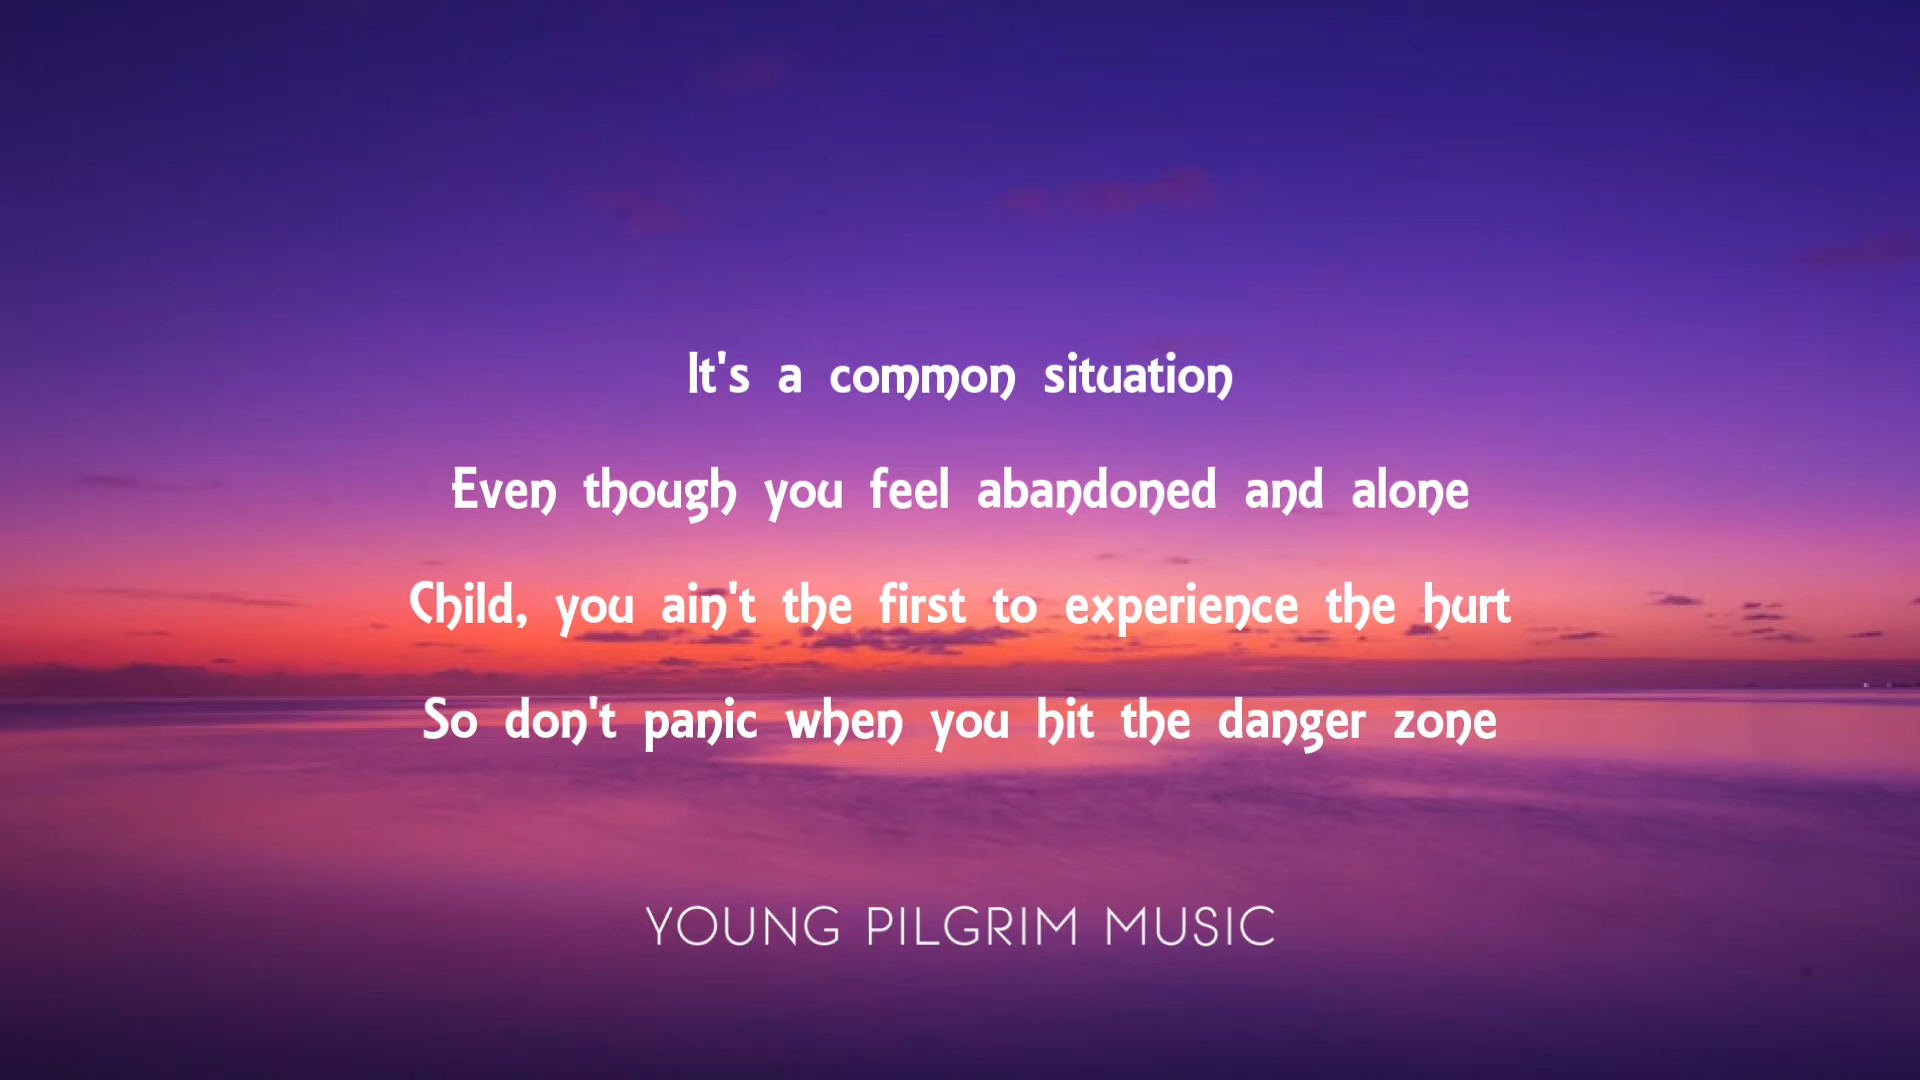 It's a common situation
Even though you feel abandoned and alone
Child, you ain't the first to experience the hurt
So don't panic when you hit the danger zone
YOUNG PILGRIM MUSIC